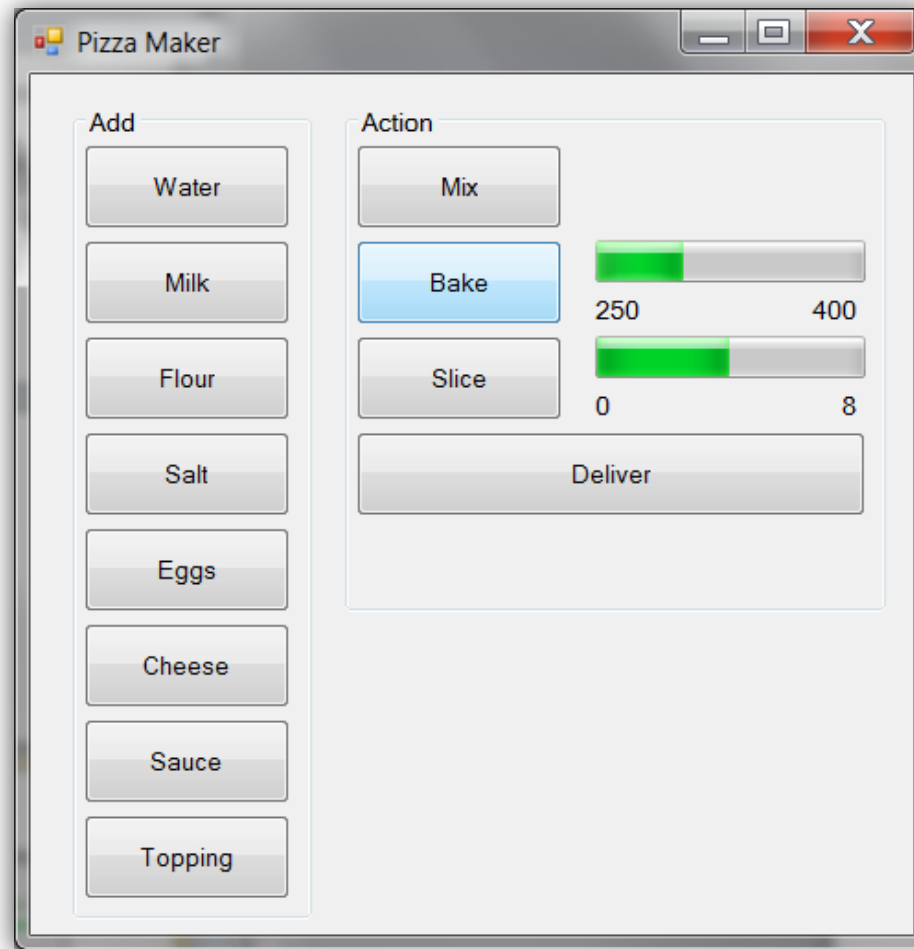 Pizza Maker
Add
Water
Milk
Flour
Salt
Eggs
Cheese
Sauce
Topping
Action
Mix
Bake
250 400
Slice
0 8
Deliver